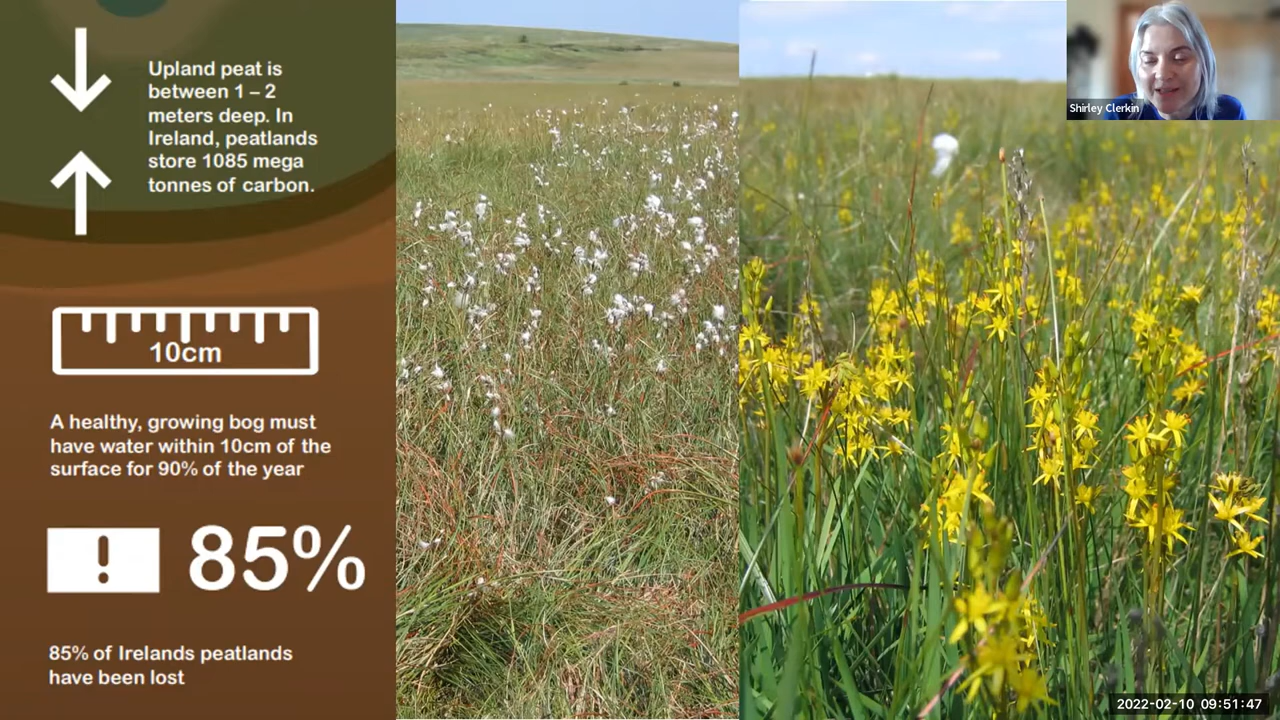 Upland peat is
between 1 – 2
meters deep. In
Ireland, peatlands
store 1085 mega
tonnes of carbon.
10cm
A healthy, growing bog must
have water within 10cm of the
surface for 90% of the year
! 85%
85% of Irelands peatlands
have been lost
Shirley Clerkin
2022-02-10 09:51:47